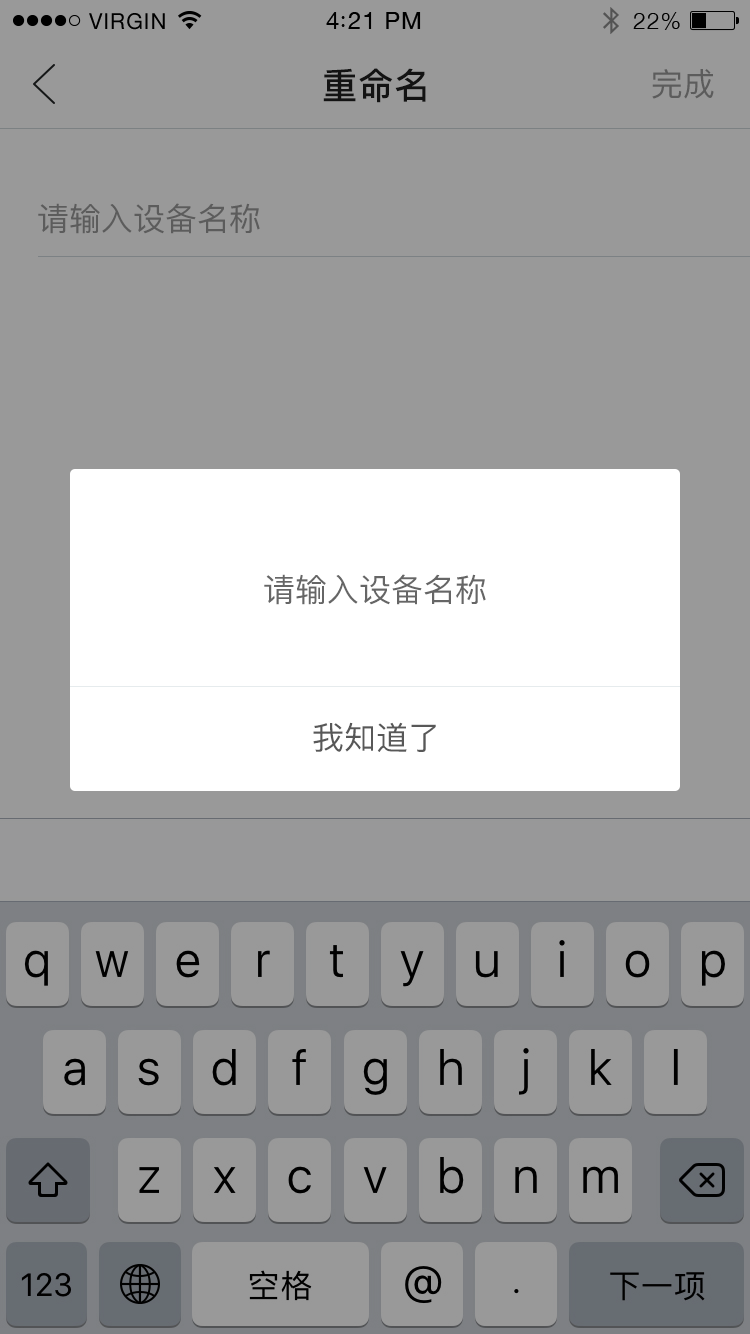 VIRGIN 4:21 PM 22%
重命名 完成
请输入设备名称
请输入设备名称
我知道了
q w e r t y u i o p
a s d f g h j k l
z x c v b n m
123 空格 @ . 下一项